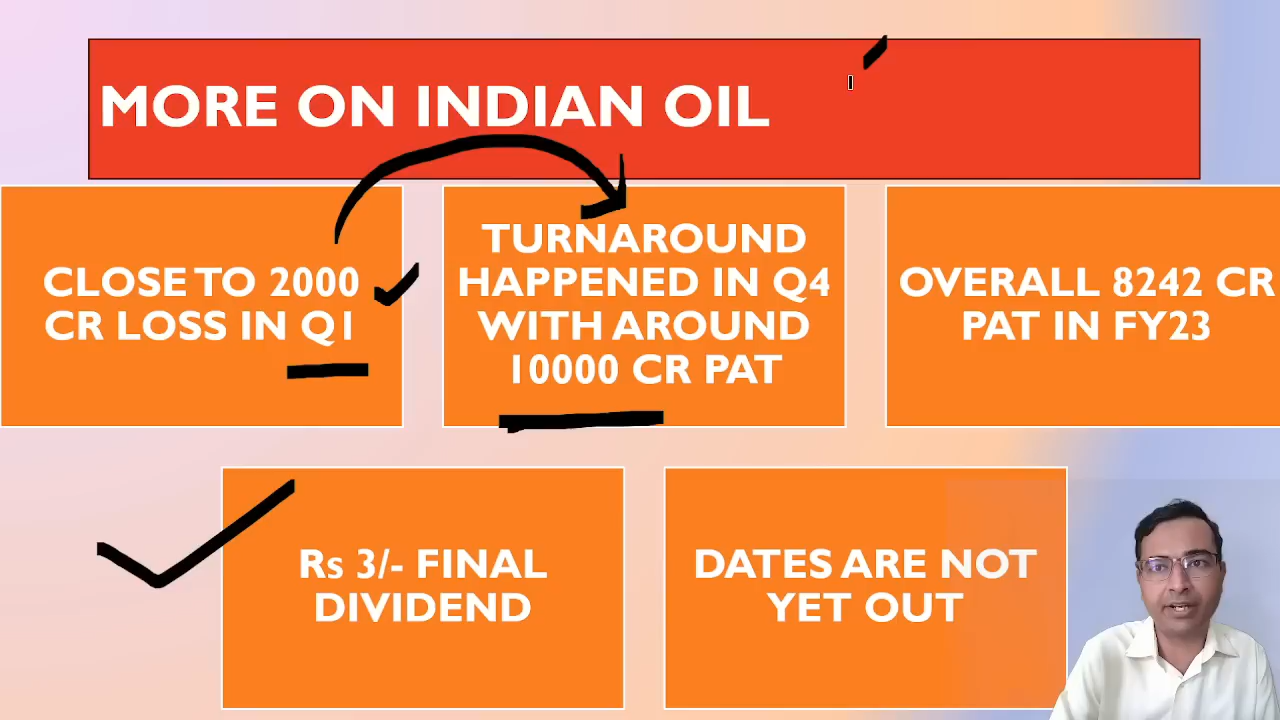 MORE ON INDIAN OIL
CLOSE TO 2000
CR LOSS IN Q1
TURNAROUND
HAPPENED IN Q4
WITH AROUND
10000 CR PAT
OVERALL 8242 CR
PAT IN FY23
Rs 3/- FINAL
DIVIDEND
DATES ARE NOT
YET OUT